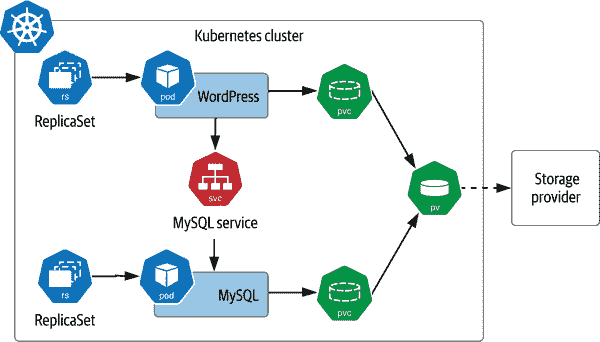 Kubernetes cluster
rs
ReplicaSet
pod
WordPress
pvc
svc
MySQL service
pv
Storage
provider
rs
ReplicaSet
pod
MySQL
pvc